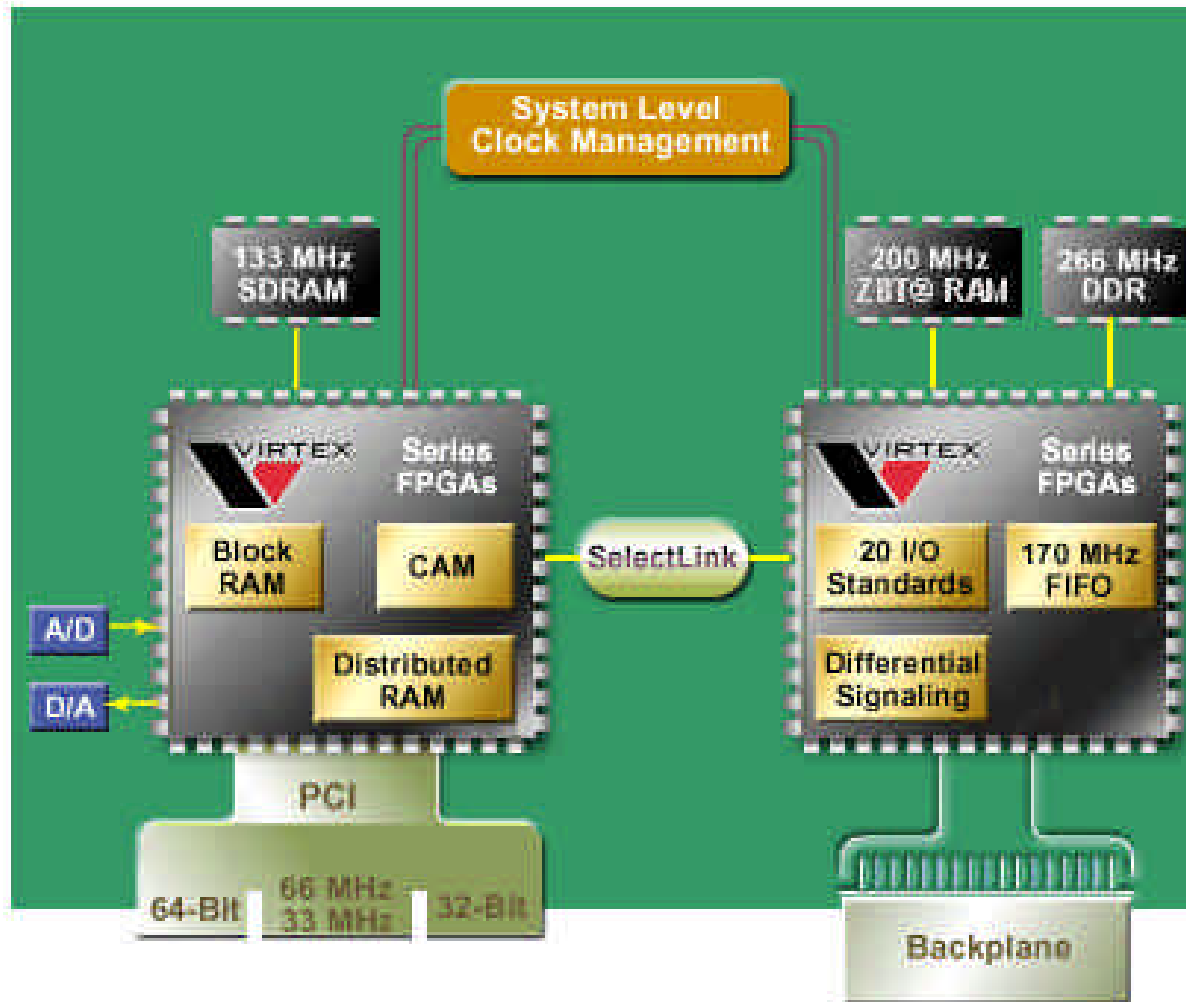 System Level
Clock Management
133 MHz
SDRAM
200 MHz
ZBT@ RAM
266 MHz
DDR
VIRTEX
Series
FPGAs
Block
RAM
CAM
Distributed
RAM
SelectLink
VIRTEX
Series
FPGAs
20 I/O
Standards
170 MHz
FIFO
Differential
Signaling
A/D
D/A
PCI
64-Bit
66 MHz
33 MHz
32-Bit
Backplane